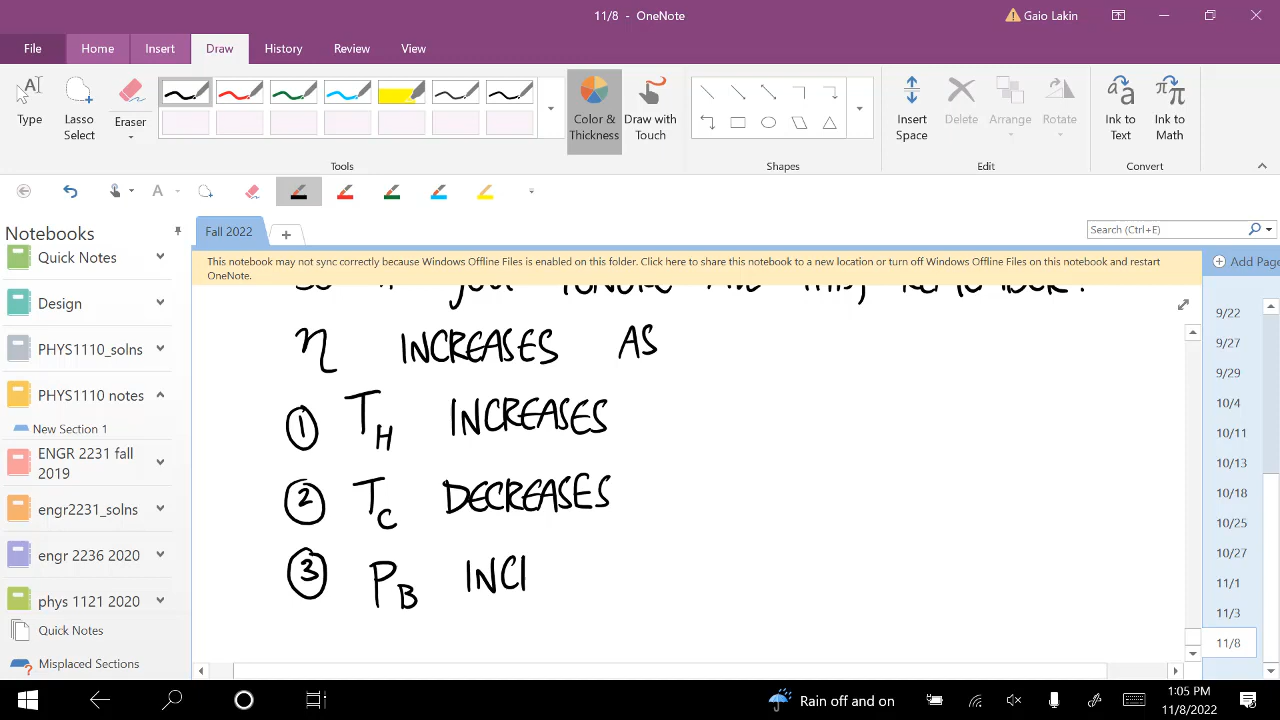 11/8 - OneNote
Gaio Lakin
File Home Insert Draw History Review View
Type
Lasso Select
Eraser
Color & Thickness
Draw with Touch
Insert Space
Delete
Arrange
Rotate
Ink to Text
Ink to Math
Tools
Shapes
Edit
Convert
Notebooks
Fall 2022
Search (Ctrl+E)
This notebook may not sync correctly because Windows Offline Files is enabled on this folder. Click here to share this notebook to a new location or turn off Windows Offline Files on this notebook and restart
OneNote.
Add Page
Quick Notes
Design
PHYS1110_solns
PHYS1110 notes
New Section 1
ENGR 2231 fall
2019
engr2231_solns
engr 2236 2020
phys 1121 2020
Quick Notes
Misplaced Sections
η INCREASES AS
① T_H INCREASES
② T_C DECREASES
③ P_B INCI
9/22
9/27
9/29
10/4
10/11
10/13
10/18
10/25
10/27
11/1
11/3
11/8
Rain off and on
1:05 PM
11/8/2022